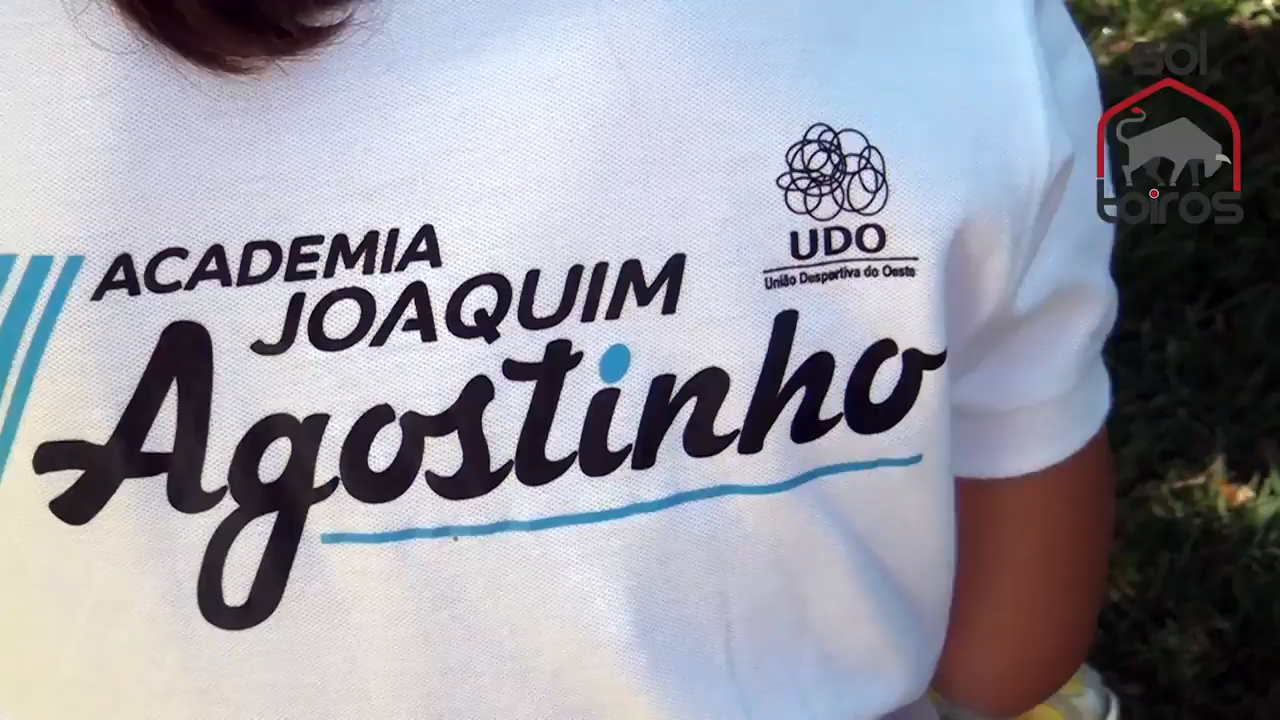 sol
toiros
UDO
União Desportiva do Oeste
ACADEMIA
JOAQUIM
Agostinho